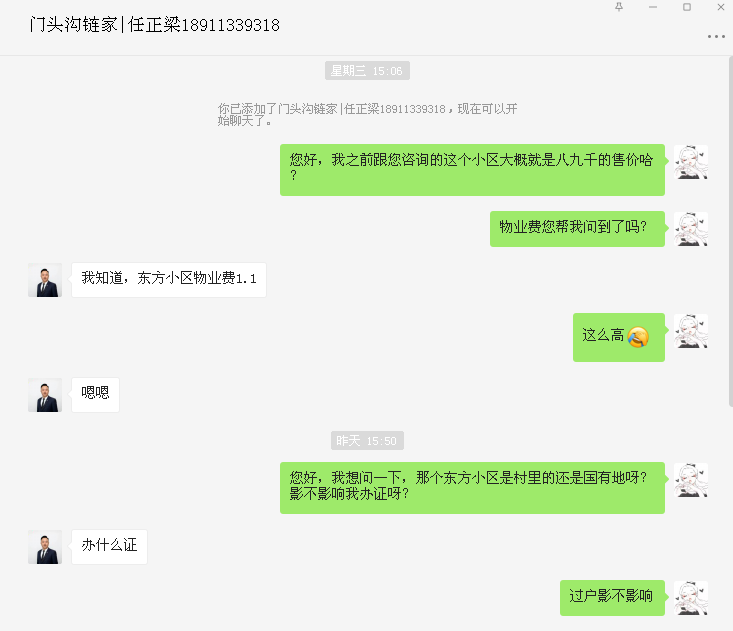 门头沟链家|任正梁18911339318
星期三 15:06
你已添加了门头沟链家|任正梁18911339318，现在可以开
始聊天了。
您好，我之前跟您咨询的这个小区大概就是八九千的售价哈
？
物业费您帮我问到了吗？
我知道，东方小区物业费1.1
这么高
嗯嗯
昨天 15:50
您好，我想问一下，那个东方小区是村里的还是国有地呀？
影不影响我办证呀？
办什么证
过户影不影响